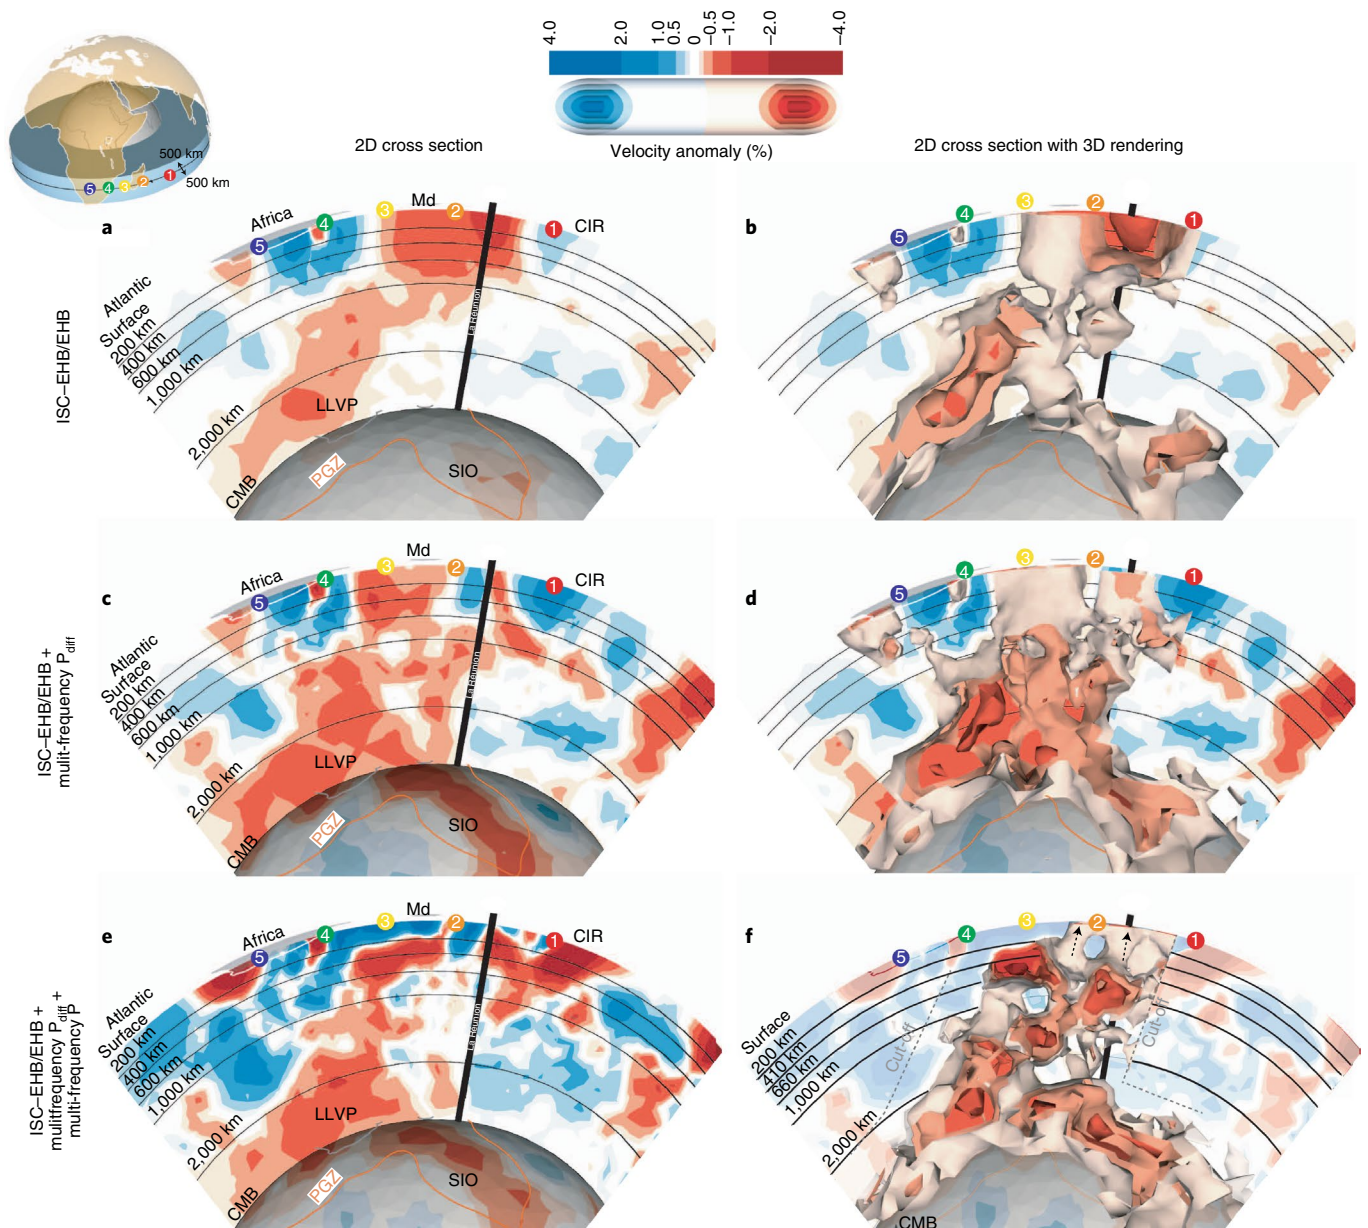 4.0
2.0
1.0
0.5
0
−0.5
−1.0
−2.0
−4.0
Velocity anomaly (%)
500 km
500 km
5
4
3
2
1
2D cross section
2D cross section with 3D rendering
ISC–EHB/EHB
a
Africa
5
4
3
Md
2
1
CIR
Atlantic
Surface
200 km
400 km
600 km
1,000 km
2,000 km
CMB
LLVP
PGZ
SIO
La Réunion
b
5
4
3
2
1
ISC–EHB/EHB +
mulit-frequency Pdiff
c
Africa
5
4
3
Md
2
1
CIR
Atlantic
Surface
200 km
400 km
600 km
1,000 km
2,000 km
CMB
LLVP
PGZ
SIO
La Réunion
d
5
4
3
2
1
ISC–EHB/EHB +
mulitfrequency Pdiff +
multi-frequency P
e
Africa
5
4
3
Md
2
1
CIR
Atlantic
Surface
200 km
400 km
600 km
1,000 km
2,000 km
CMB
LLVP
PGZ
SIO
La Réunion
f
5
4
3
2
1
Surface
200 km
410 km
660 km
1,000 km
2,000 km
Cut-off
Cut-off
CMB